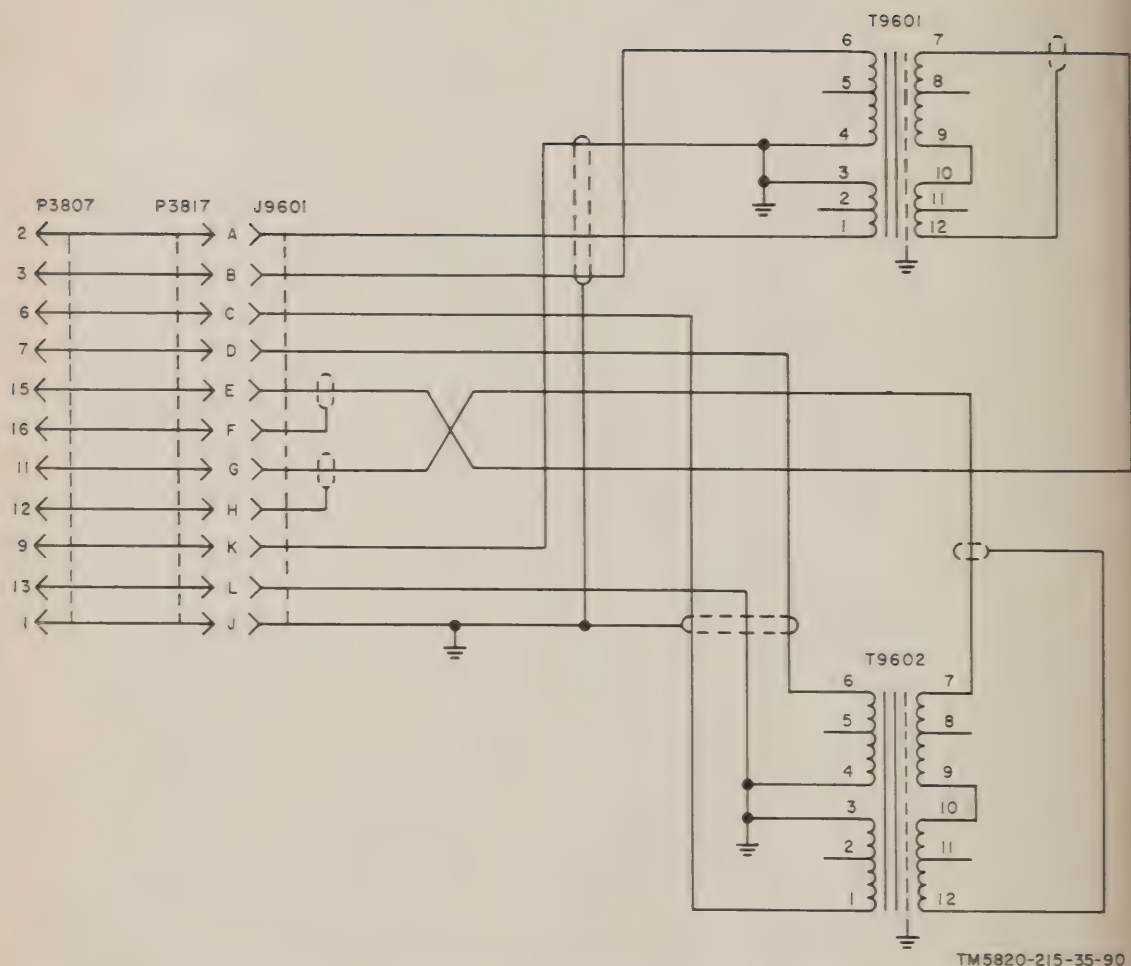 T9601
6 7
5 8
4 9
3 10
2 11
1 12
P3807 P3817 J9601
2 A
3 B
6 C
7 D
15 E
16 F
11 G
12 H
9 K
13 L
1 J
T9602
6 7
5 8
4 9
3 10
2 11
1 12
TM5820-215-35-90